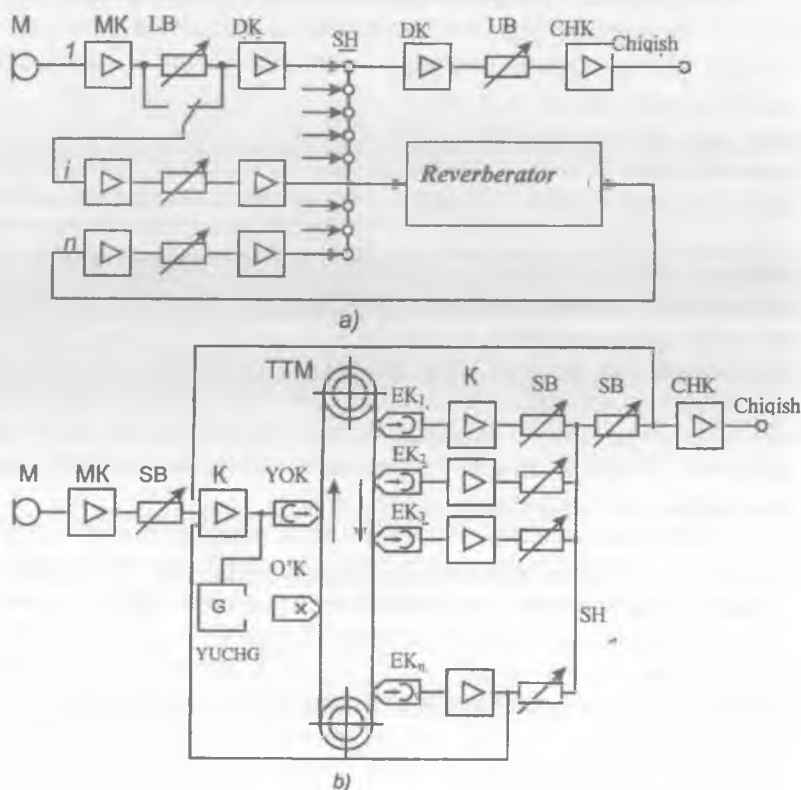 M 1 MK LB DK SH DK UB CHK Chiqish
i Reverberator
n
a)
TTM EK1 K SB SB CHK Chiqish
M MK SB K YOK EK2
EK3
O'K
G
YUCHG
SH
EKn
b)